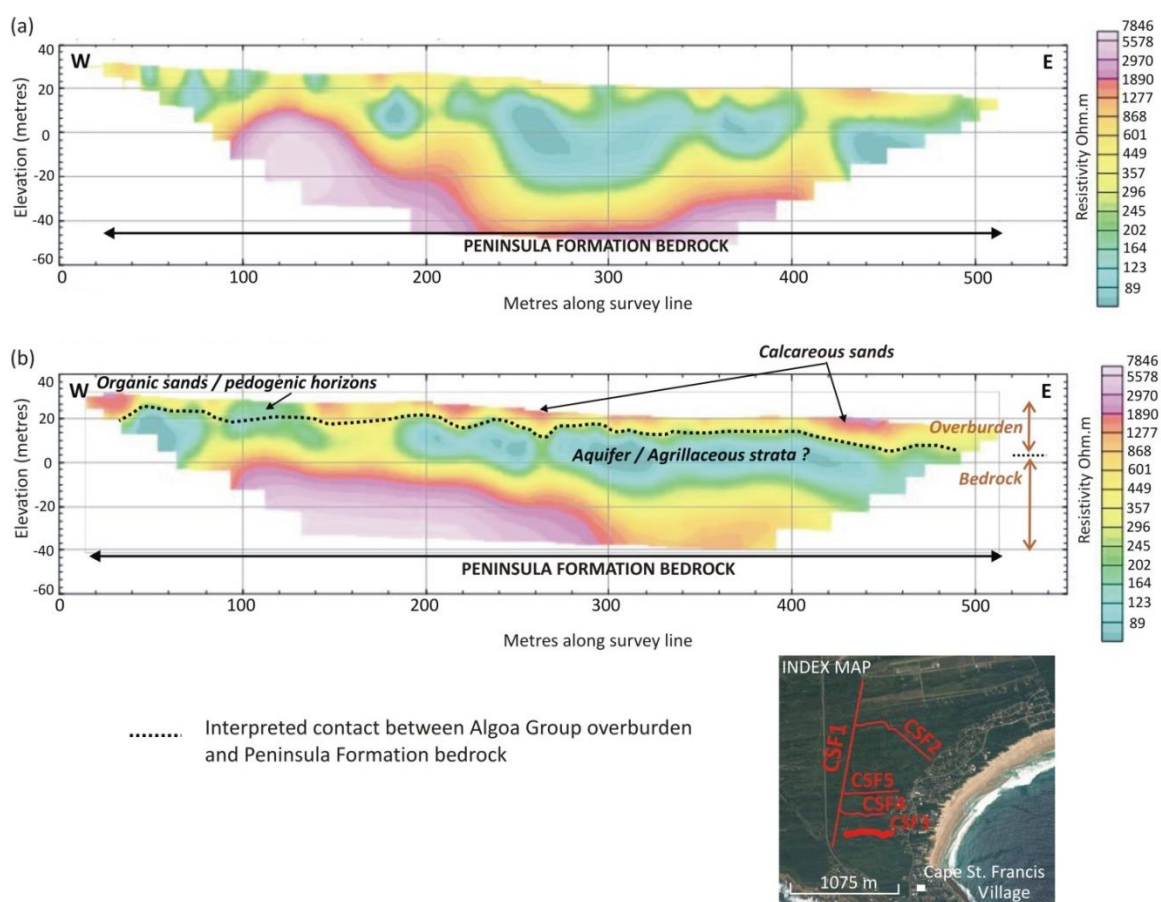 (a)
W
E
40
20
0
-20
-40
-60
Elevation (metres)
PENINSULA FORMATION BEDROCK
0
100
200
300
400
500
Metres along survey line
7846
5578
2970
1890
1277
868
601
449
357
296
245
202
164
123
89
Resistivity Ohm.m
(b)
Calcareous sands
Organic sands / pedogenic horizons
W
E
40
20
0
-20
-40
-60
Elevation (metres)
Overburden
Aquifer / Agrillaceous strata ?
Bedrock
PENINSULA FORMATION BEDROCK
0
100
200
300
400
500
Metres along survey line
7846
5578
2970
1890
1277
868
601
449
357
296
245
202
164
123
89
Resistivity Ohm.m
Interpreted contact between Algoa Group overburden
and Peninsula Formation bedrock
INDEX MAP
CSF1
CSF2
CSF5
CSF4
1075 m
Cape St. Francis
Village